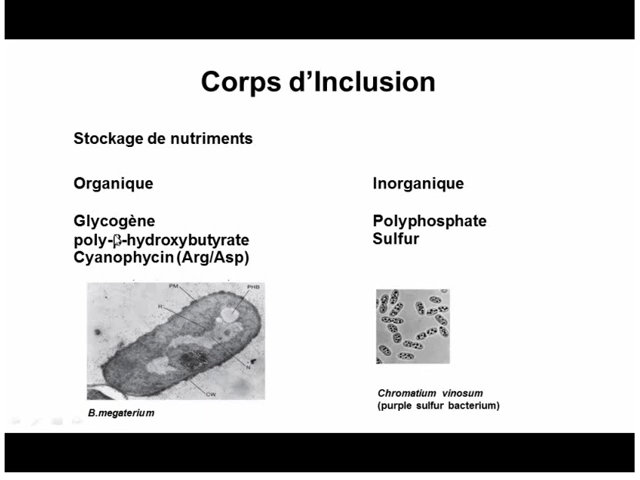 Corps d'Inclusion
Stockage de nutriments
Organique
Glycogène
poly-β-hydroxybutyrate
Cyanophycin (Arg/Asp)
Inorganique
Polyphosphate
Sulfur
PM
PHB
N
CW
B.megaterium
Chromatium vinosum
(purple sulfur bacterium)